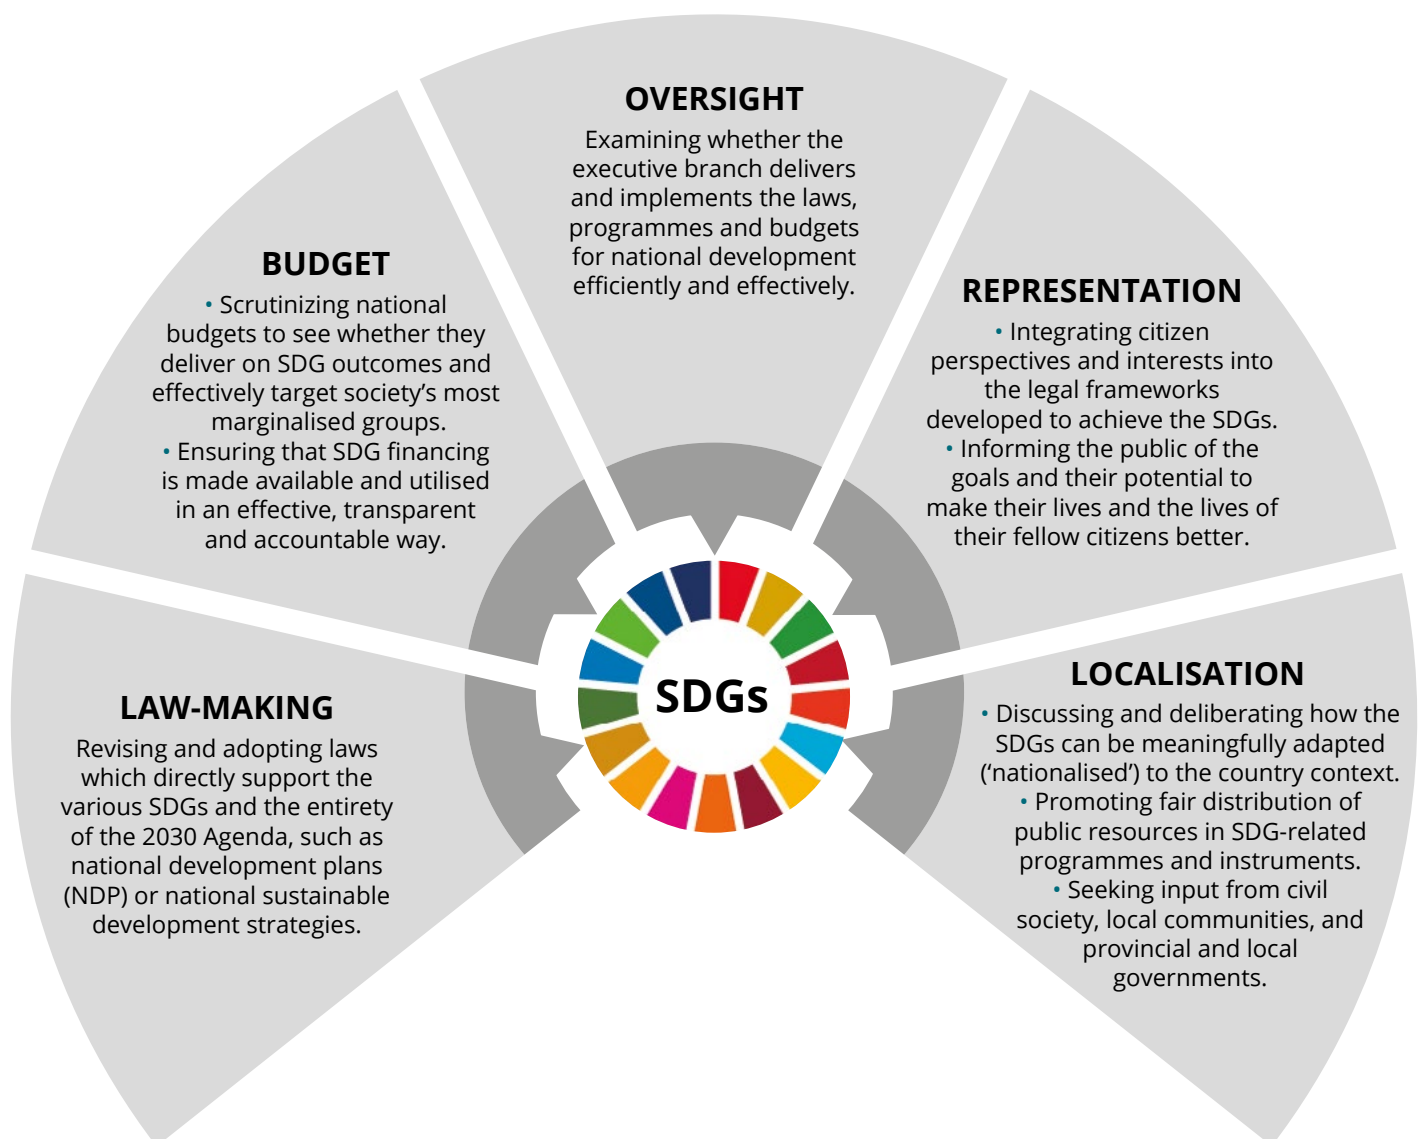 OVERSIGHT
Examining whether the
executive branch delivers
and implements the laws,
programmes and budgets
for national development
efficiently and effectively.
BUDGET
• Scrutinizing national
budgets to see whether they
deliver on SDG outcomes and
effectively target society’s most
marginalised groups.
• Ensuring that SDG financing
is made available and utilised
in an effective, transparent
and accountable way.
REPRESENTATION
• Integrating citizen
perspectives and interests into
the legal frameworks
developed to achieve the SDGs.
• Informing the public of the
goals and their potential to
make their lives and the lives of
their fellow citizens better.
LAW-MAKING
Revising and adopting laws
which directly support the
various SDGs and the entirety
of the 2030 Agenda, such as
national development plans
(NDP) or national sustainable
development strategies.
SDGs
LOCALISATION
• Discussing and deliberating how the
SDGs can be meaningfully adapted
(‘nationalised’) to the country context.
• Promoting fair distribution of
public resources in SDG-related
programmes and instruments.
• Seeking input from civil
society, local communities, and
provincial and local
governments.